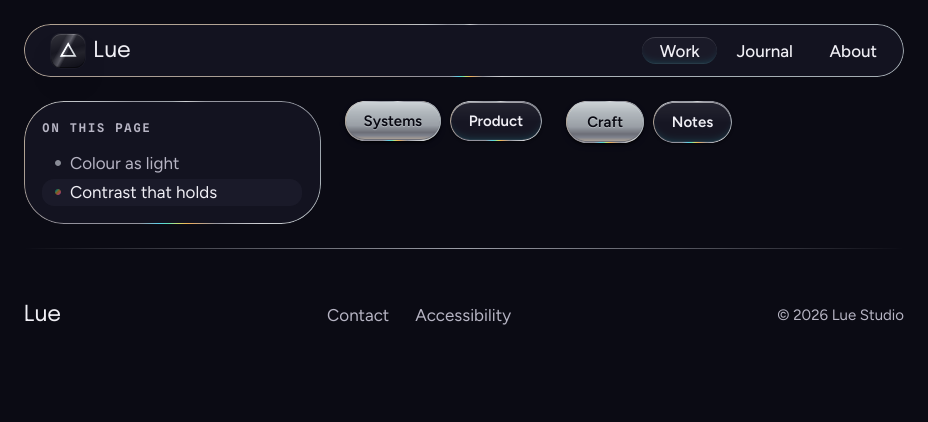 Lue
Work
Journal
About
ON THIS PAGE
Colour as light
Contrast that holds
Systems
Product
Craft
Notes
Lue
Contact
Accessibility
© 2026 Lue Studio